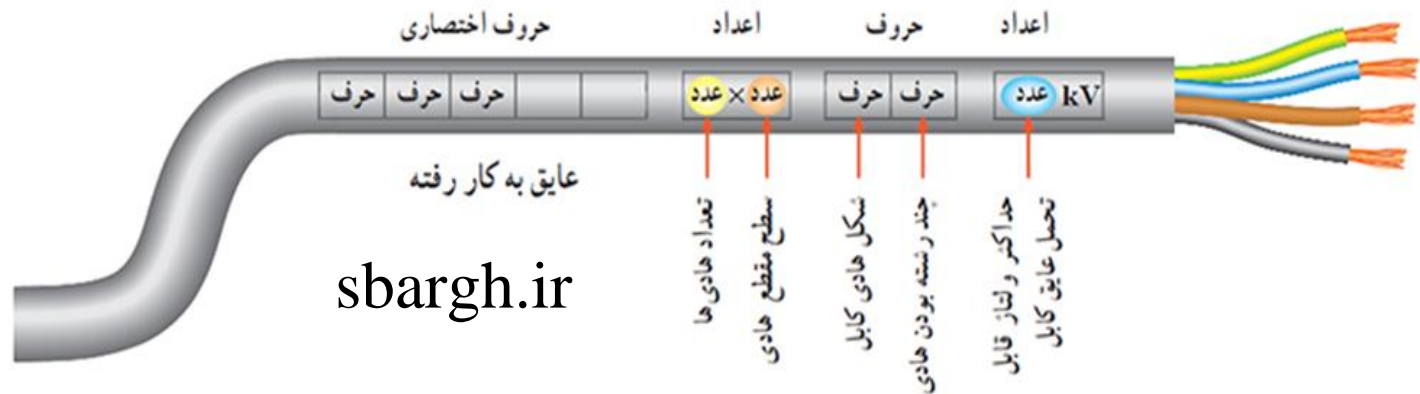 حروف اختصاری
اعداد
حروف
اعداد
حرف حرف حرف
عدد × عدد
حرف حرف
عدد kV
عایق به کار رفته
تعداد هادی‌ها
سطح مقطع هادی
شکل هادی کابل
چند رشته بودن هادی
حداکثر ولتاژ قابل
تحمل عایق کابل
sbargh.ir